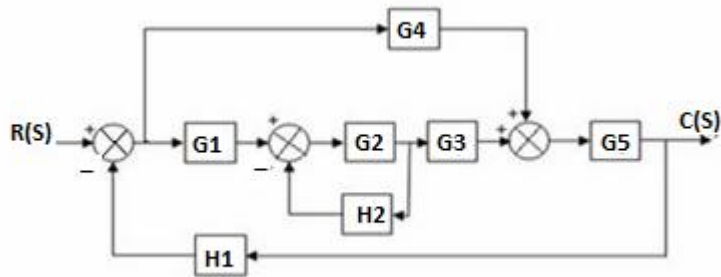 G4
+
+
R(S)
+
G1
+
G2
G3
+
G5
C(S)
−
−
H2
H1